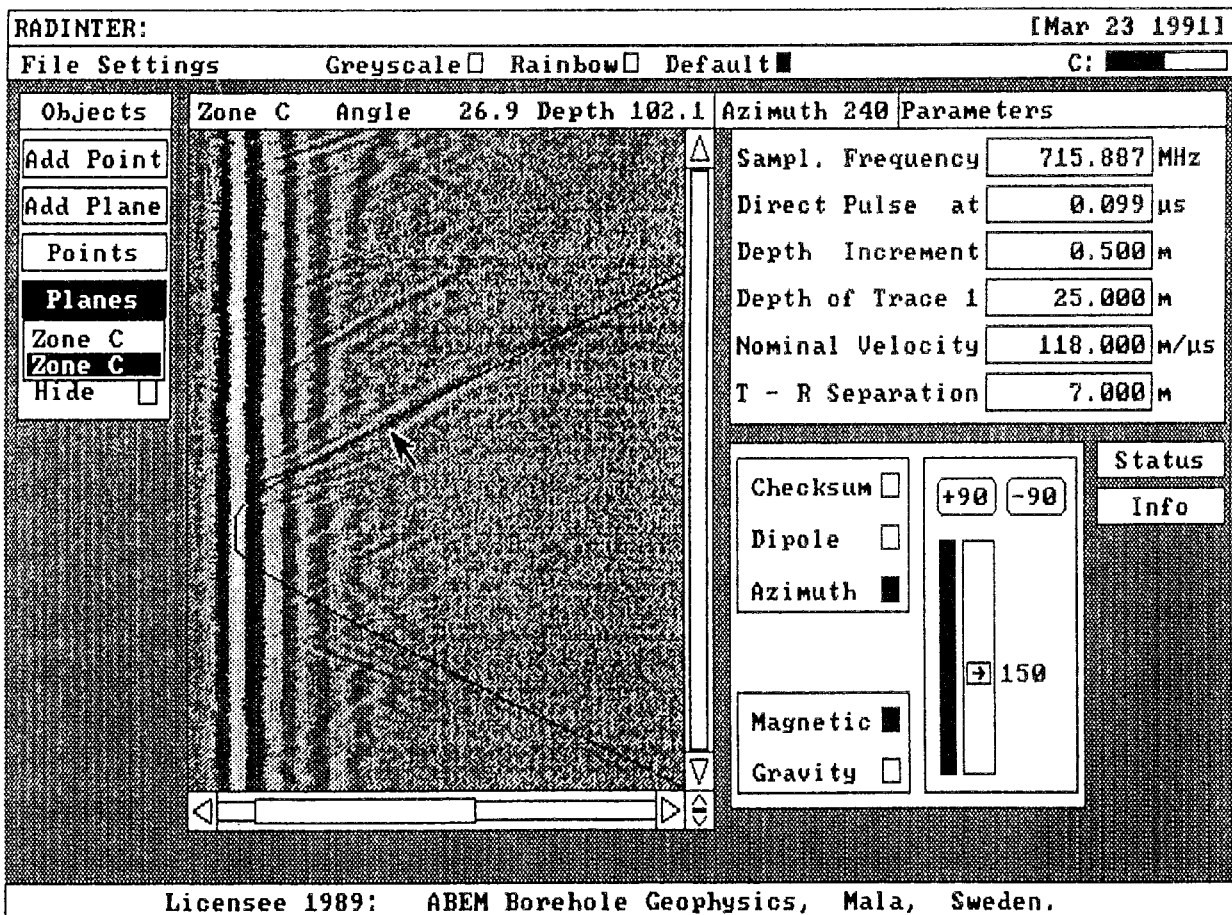 RADINTER: [Mar 23 1991]
File Settings Greyscale Rainbow Default C:
Objects
Add Point
Add Plane
Points
Planes
Zone C
Zone C
Hide
Zone C Angle 26.9 Depth 102.1 Azimuth 240
Parameters
Sampl. Frequency 715.887 MHz
Direct Pulse at 0.099 µs
Depth Increment 0.500 m
Depth of Trace 1 25.000 m
Nominal Velocity 118.000 m/µs
T - R Separation 7.000 m
Checksum
Dipole
Azimuth
Magnetic
Gravity
+90 -90
150
Status
Info
Licensee 1989: ABEM Borehole Geophysics, Mala, Sweden.